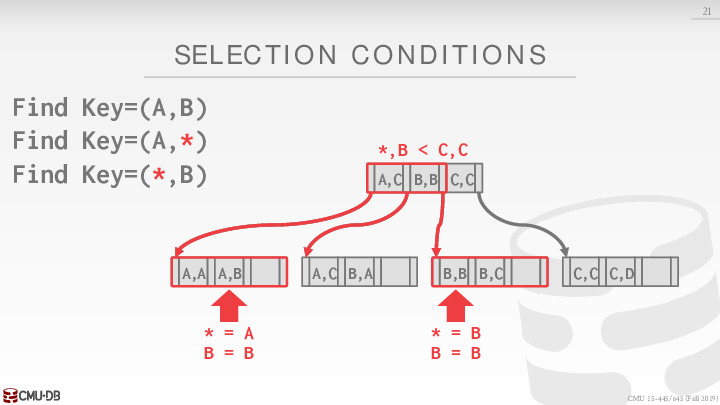 21
SELECTION CONDITIONS
Find Key=(A,B)
Find Key=(A,*)
Find Key=(*,B)
*,B < C,C
A,C B,B C,C
A,A A,B A,C B,A B,B B,C C,C C,D
* = A * = B
B = B B = B
CMU·DB
CMU 15-445/645 (Fall 2019)